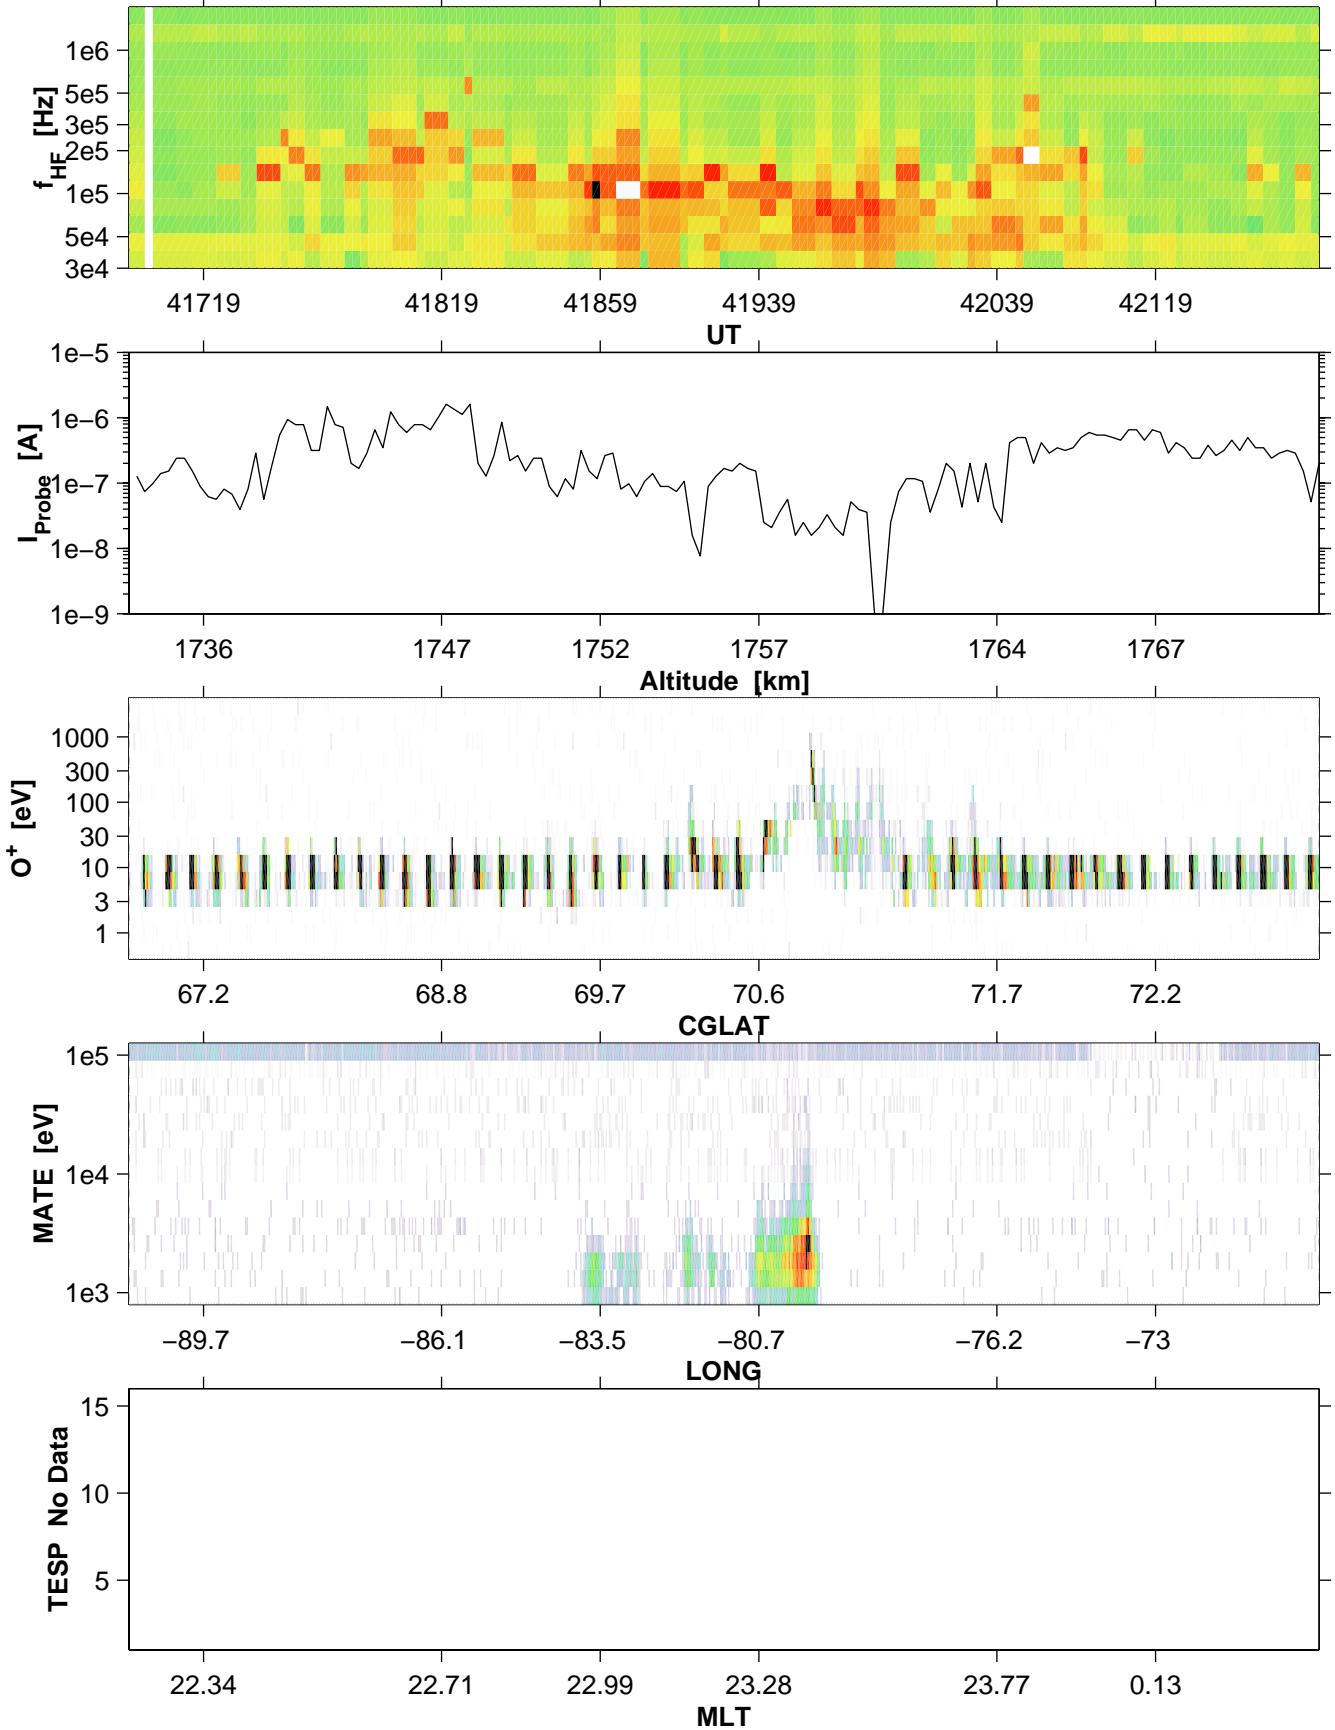 1e6
5e5
3e5
2e5
1e5
5e4
3e4
f_HF [Hz]
41719 41819 41859 41939 42039 42119
UT
1e−5
1e−6
1e−7
1e−8
1e−9
I_Probe [A]
1736 1747 1752 1757 1764 1767
Altitude [km]
1000
300
100
30
10
3
1
O+ [eV]
67.2 68.8 69.7 70.6 71.7 72.2
CGLAT
1e5
1e4
1e3
MATE [eV]
−89.7 −86.1 −83.5 −80.7 −76.2 −73
LONG
15
10
5
TESP No Data
22.34 22.71 22.99 23.28 23.77 0.13
MLT